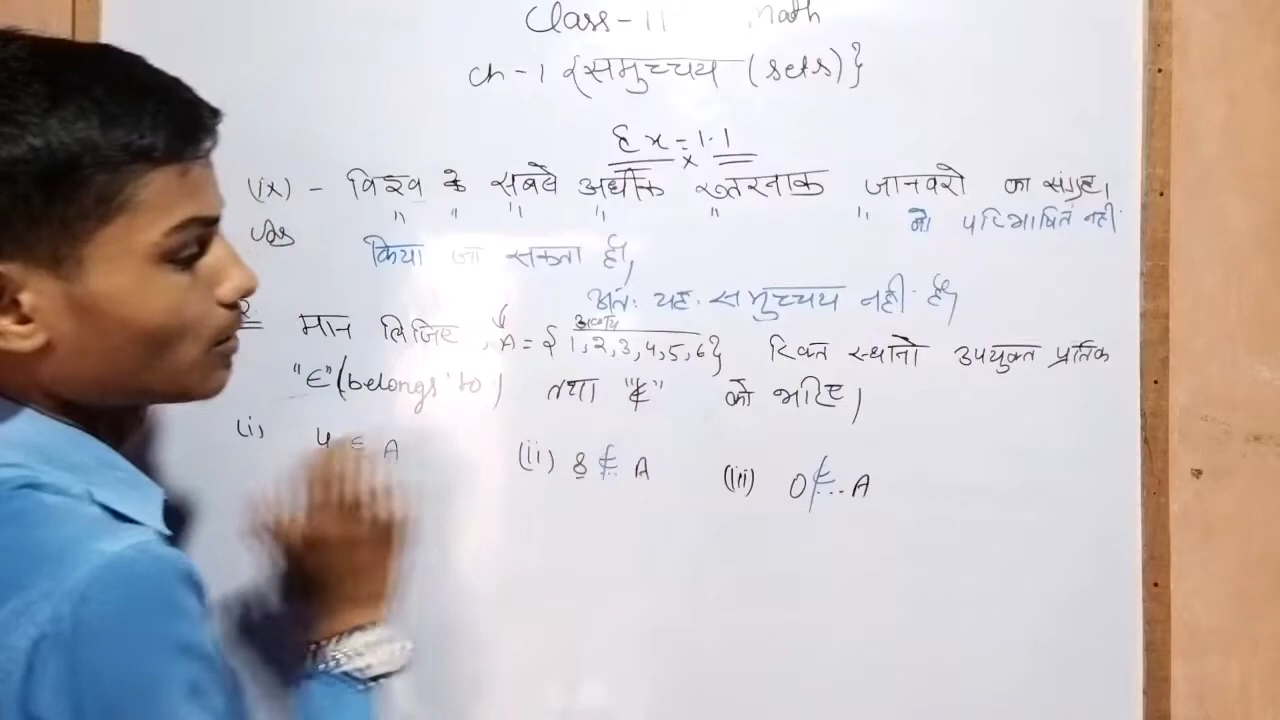 Class-11 Math
ch-1 {समुच्चय (sets)}
Ex=1.1
(ix) - विश्व के सबवे अधीक खतरनाक जानवरो का संग्रह।
" " " " " " को परिभाषित नहीं
किया जा सकता है,
अतः यह समुच्चय नहीं है,
2. मान लिजिए, A = { 1,2,3,4,5,6} रिक्त स्थानो उपयुक्त प्रतिक
"∈" (belongs to) तथा "∉" को भरिए।
(i) 4 ∈ A (ii) 8 ∉ A (iii) 0 ∉... A